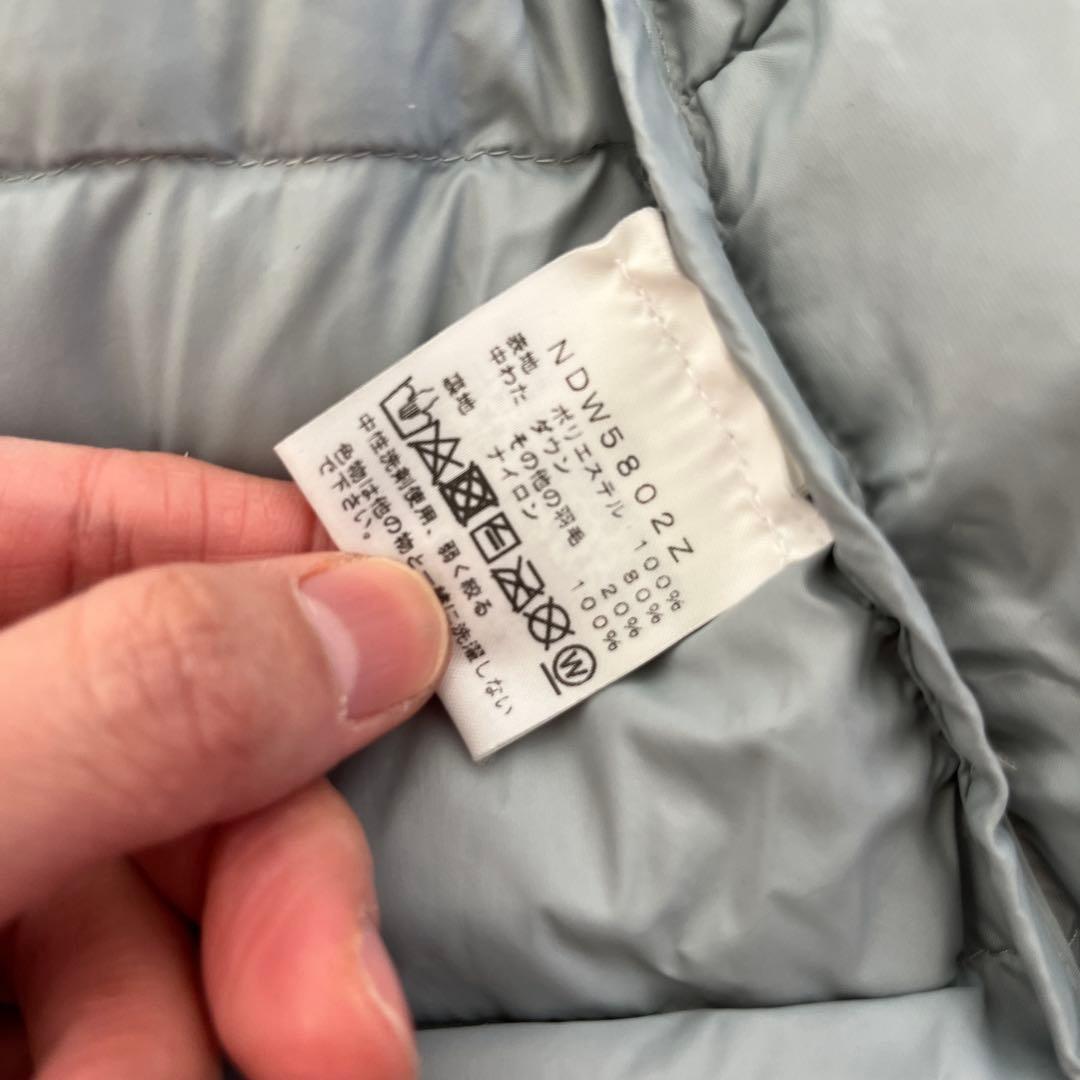 NDW5802Z
表地 ポリエステル 100%
中わた ダウン 80%
その他の羽毛 20%
裏地 ナイロン 100%
W
中性洗剤使用、弱く絞る
色物は他の物と一緒に洗濯しない
で下さい。